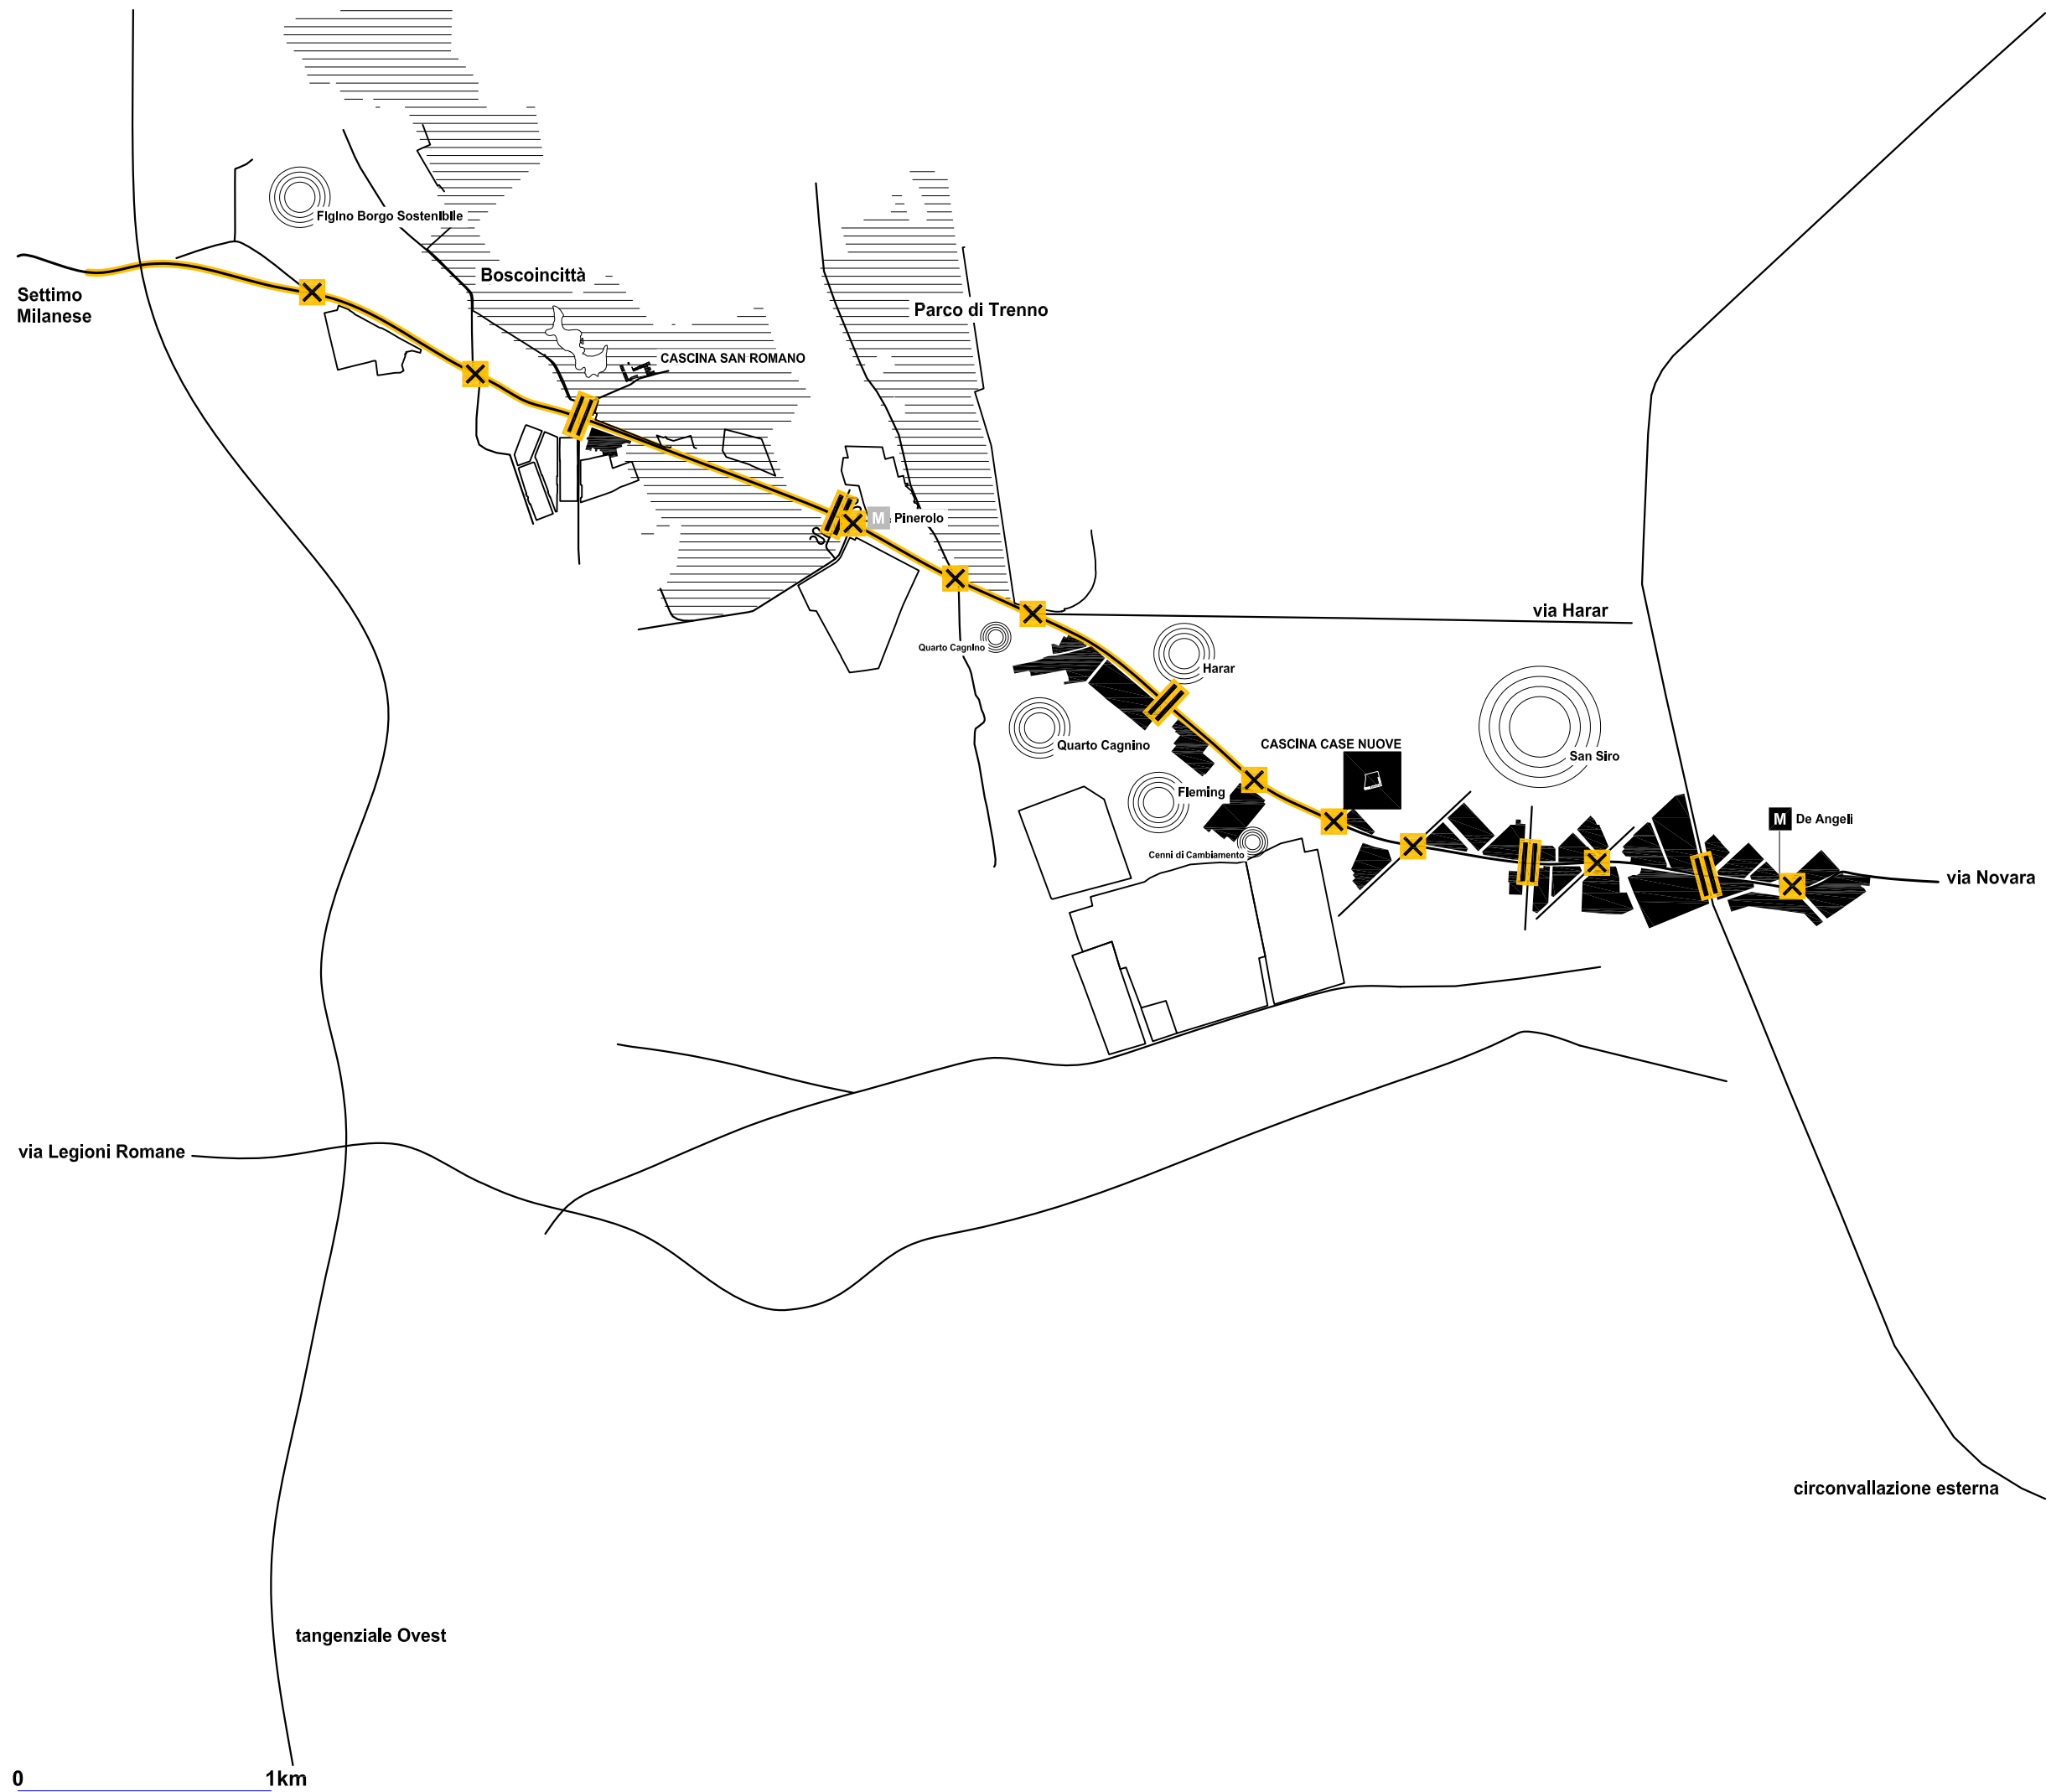 Figino Borgo Sostenibile
Boscoincittà
Settimo
Milanese
Parco di Trenno
CASCINA SAN ROMANO
M Pinerolo
via Harar
Quarto Cagnino
Harar
Quarto Cagnino
CASCINA CASE NUOVE
San Siro
Fleming
M De Angeli
Cenni di Cambiamento
via Novara
via Legioni Romane
circonvallazione esterna
tangenziale Ovest
0 1km